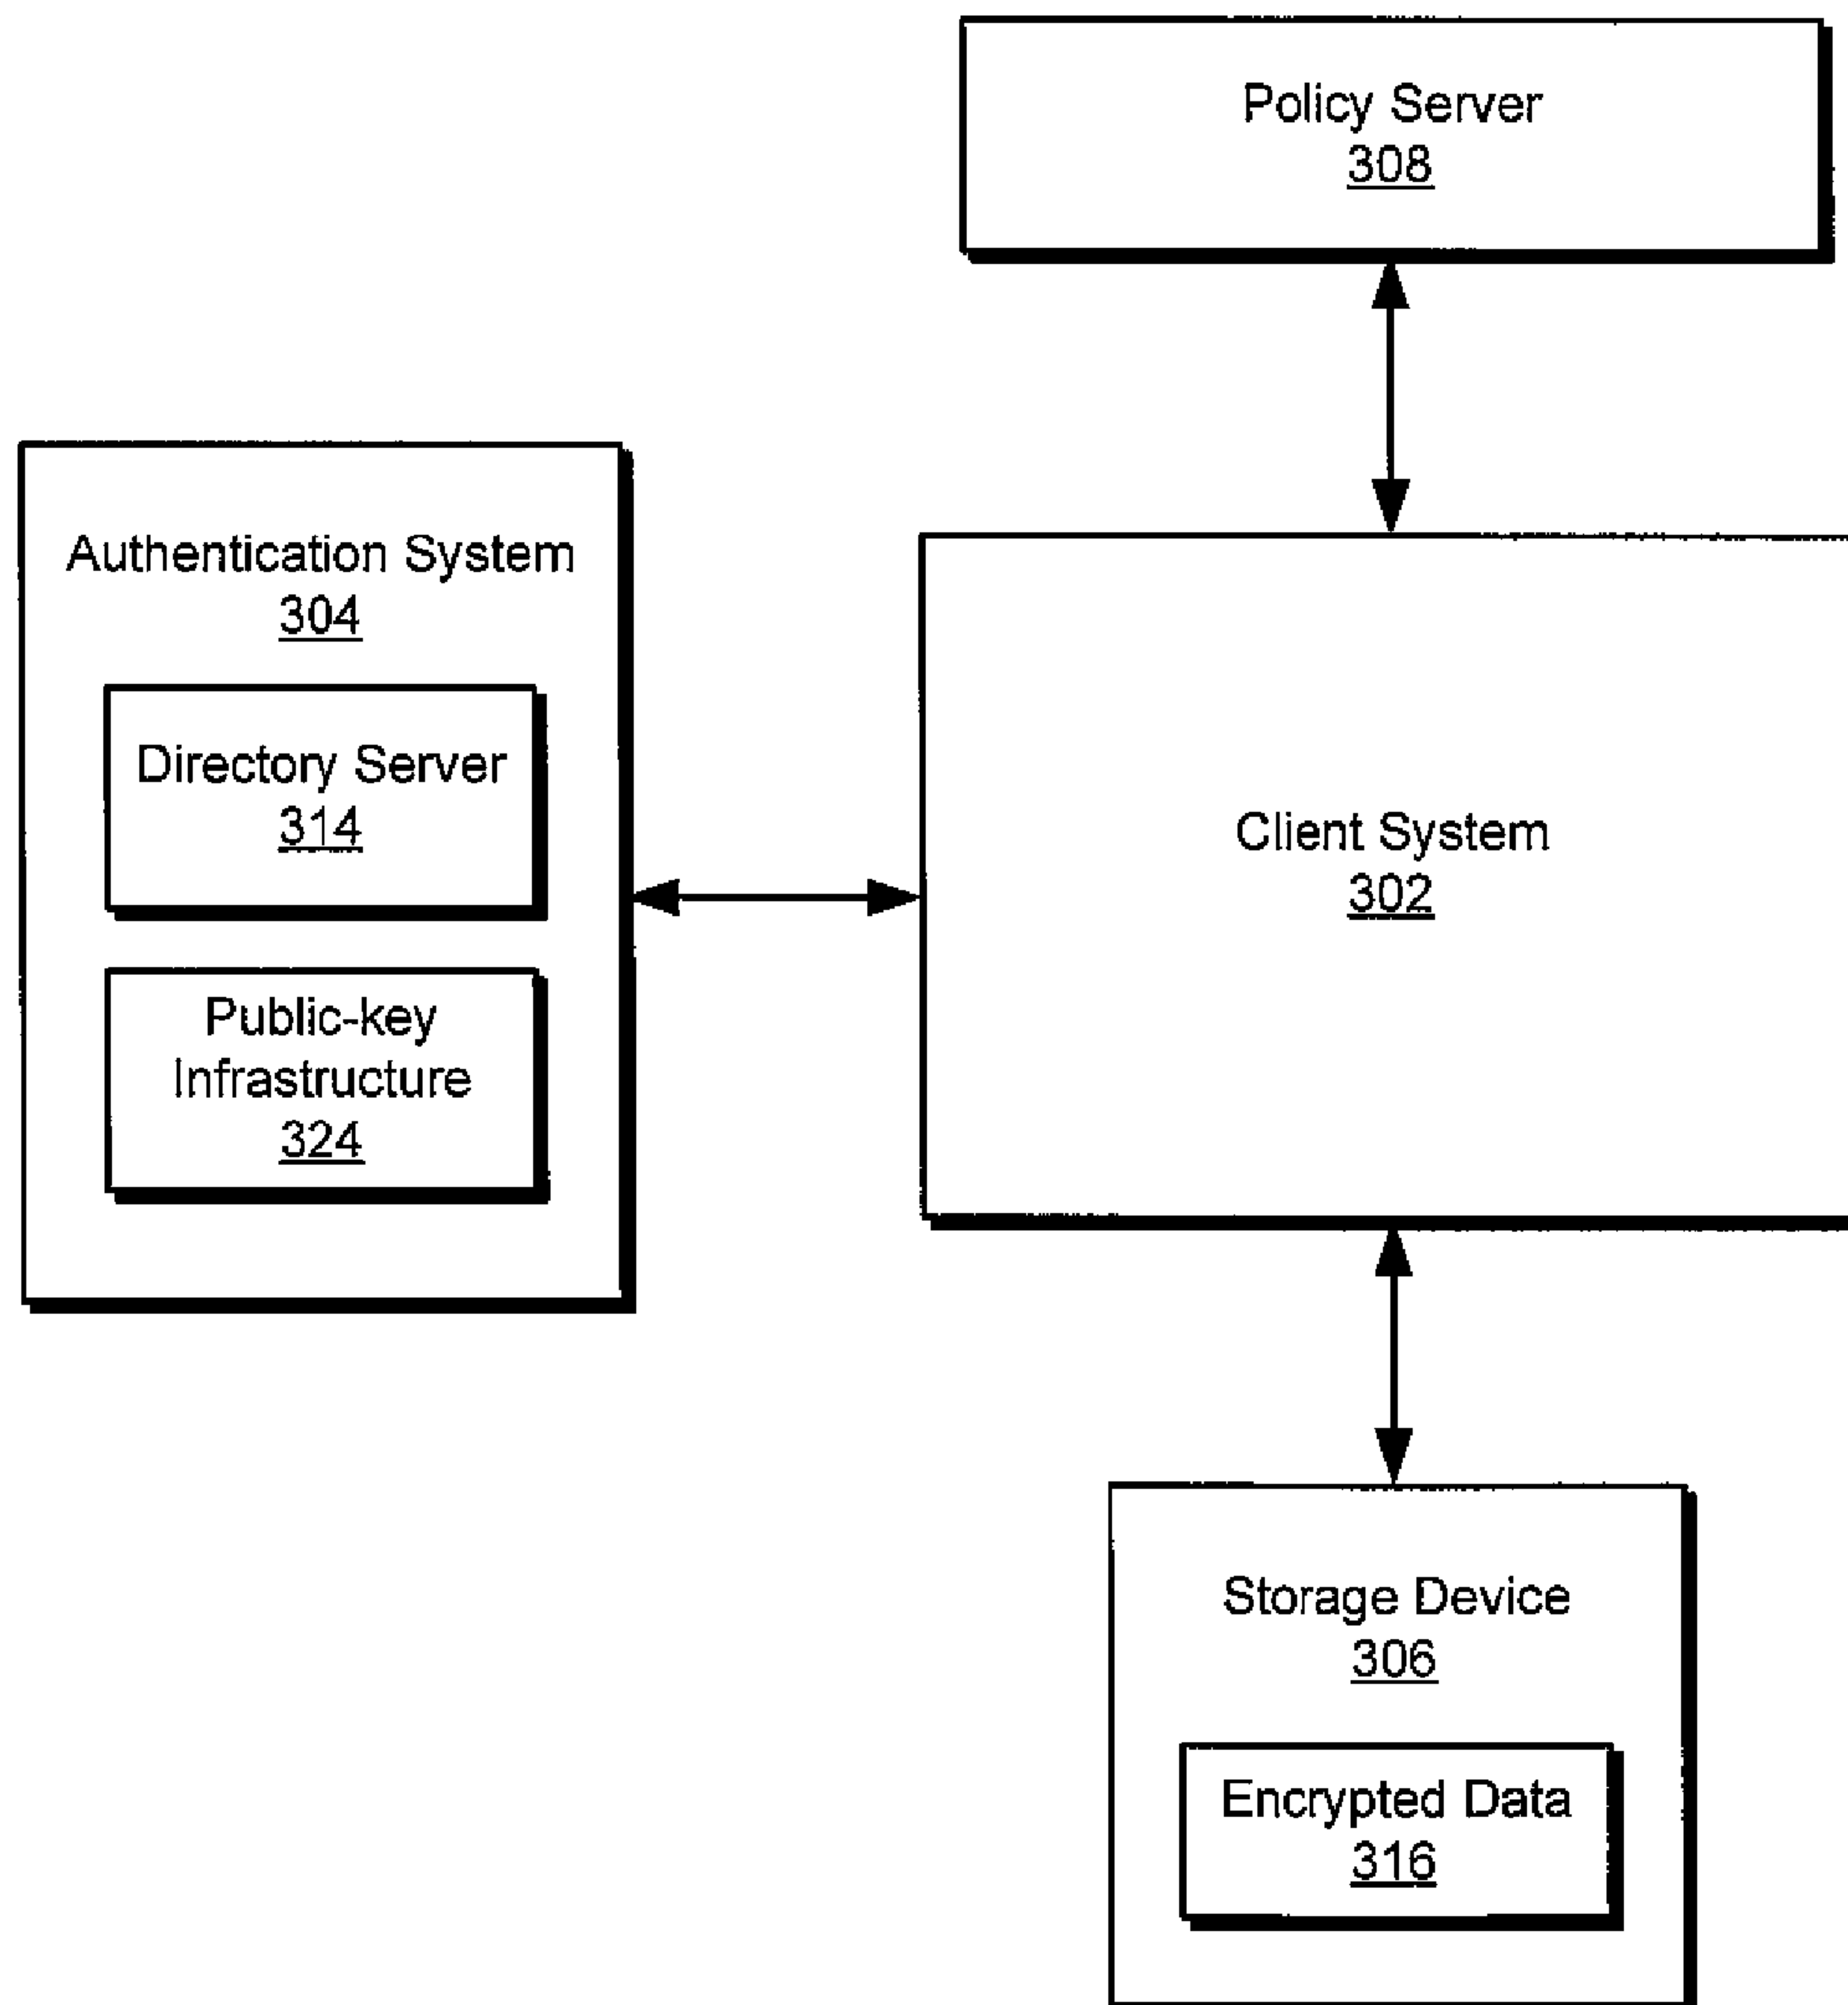 Policy Server
308
Authentication System
304
Directory Server
314
Public-key
Infrastructure
324
Client System
302
Storage Device
306
Encrypted Data
316